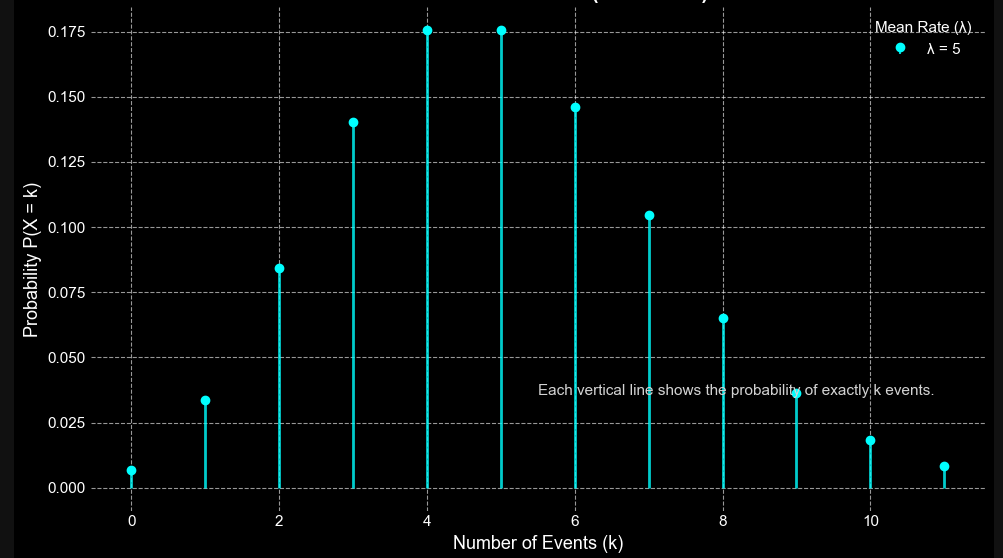 0.175
Mean Rate (λ)
λ = 5
0.150
0.125
0.100
0.075
0.050
0.025
0.000
Probability P(X = k)
Each vertical line shows the probability of exactly k events.
0 2 4 6 8 10
Number of Events (k)